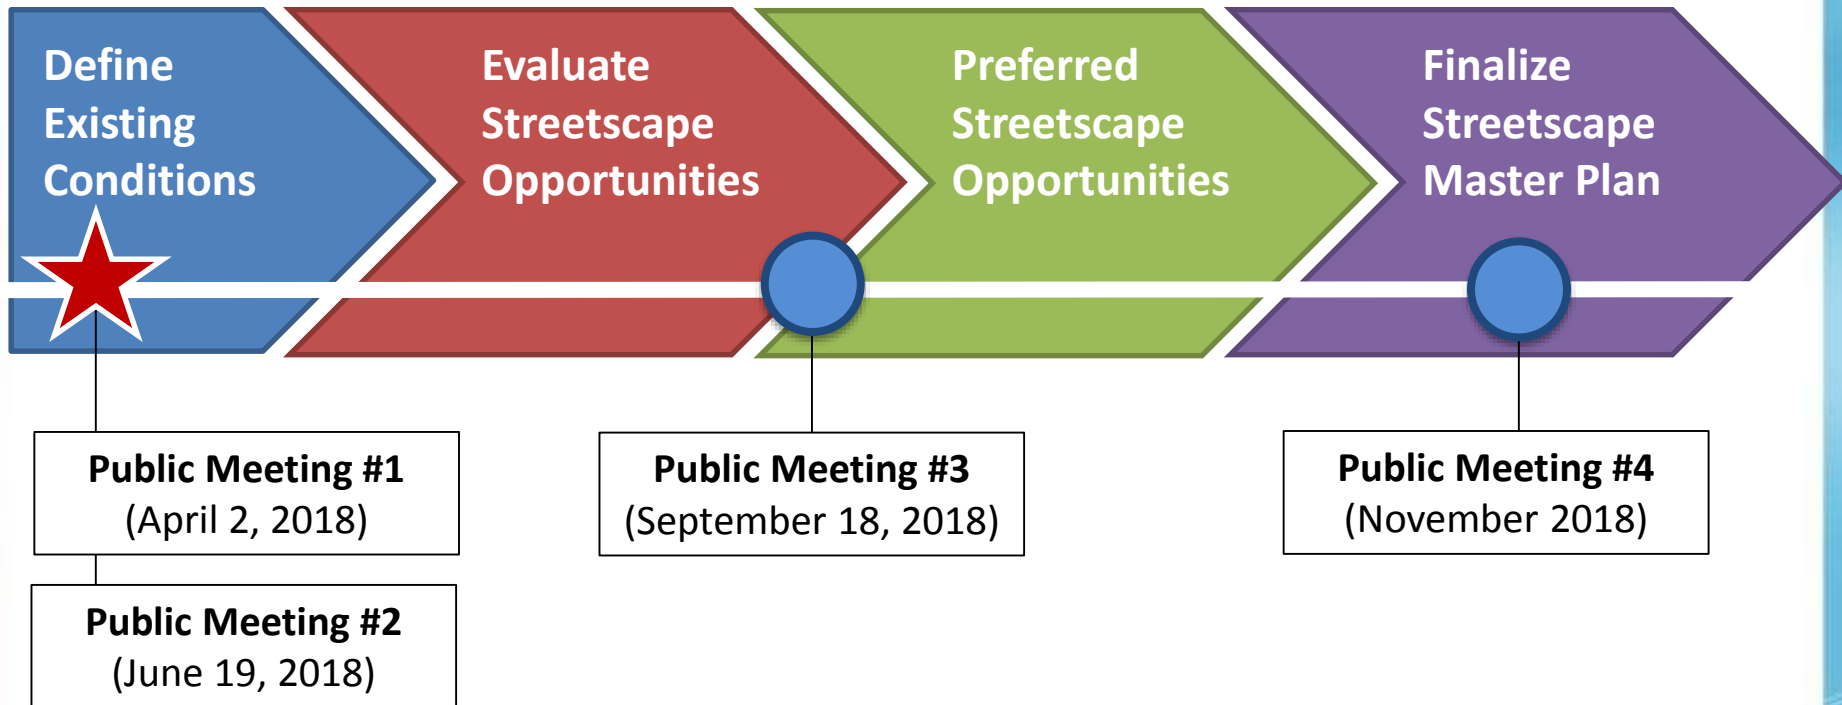 Define
Existing
Conditions
Evaluate
Streetscape
Opportunities
Preferred
Streetscape
Opportunities
Finalize
Streetscape
Master Plan
Public Meeting #1
(April 2, 2018)
Public Meeting #2
(June 19, 2018)
Public Meeting #3
(September 18, 2018)
Public Meeting #4
(November 2018)